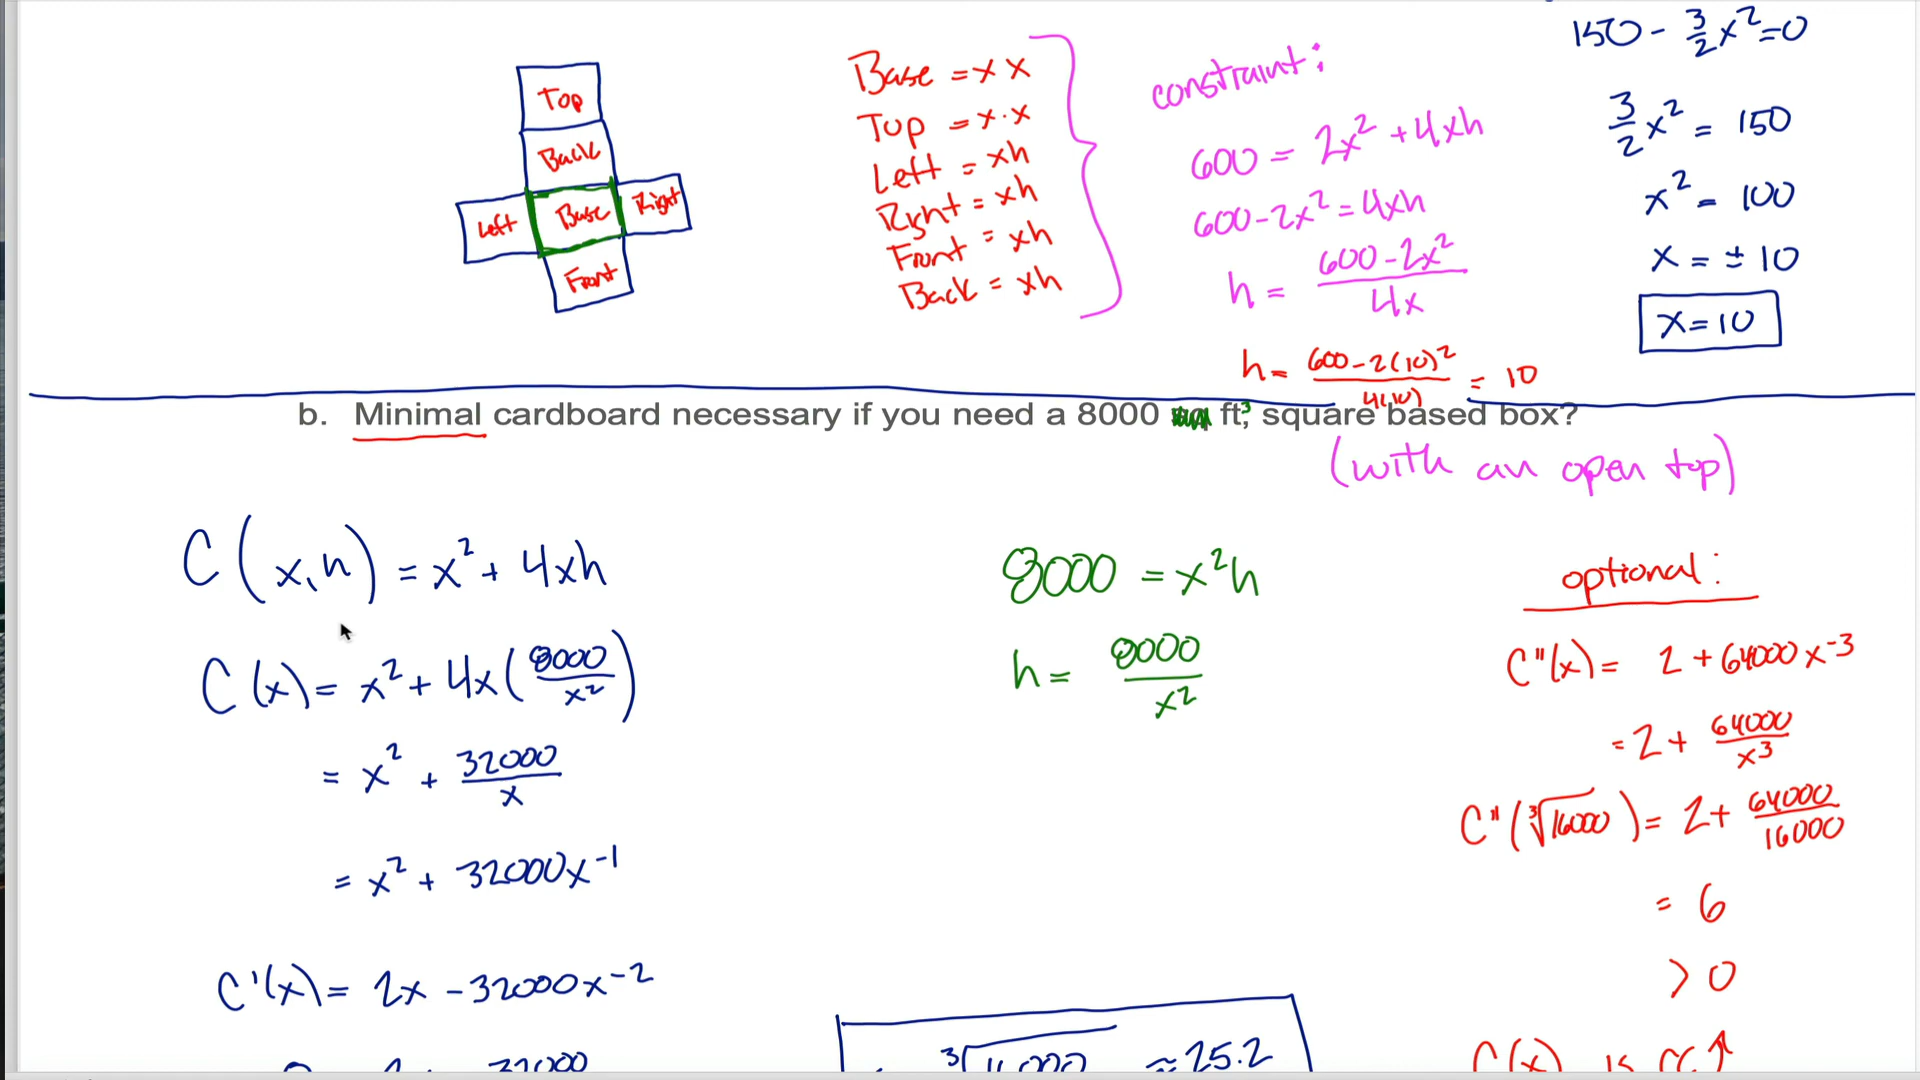 Top
Back
Left Base Right
Front
Base = x x
Top = x·x
Left = xh
Right = xh
Front = xh
Back = xh
constraint:
600 = 2x² + 4xh
600 - 2x² = 4xh
h = (600 - 2x²)/(4x)
h = (600 - 2(10)²)/(4(10)) = 10
150 - 3/2 x² = 0
3/2 x² = 150
x² = 100
x = ± 10
x = 10
b. Minimal cardboard necessary if you need a 8000 ft³, square based box?
(with an open top)
C(x,h) = x² + 4xh
C(x) = x² + 4x(8000/x²)
= x² + 32000/x
= x² + 32000x⁻¹
C'(x) = 2x - 32000x⁻²
8000 = x²h
h = 8000/x²
≈ 25.2
optional:
C''(x) = 2 + 64000x⁻³
= 2 + 64000/x³
C''(∛16000) = 2 + 64000/16000
= 6
> 0
C(x) is CC↑